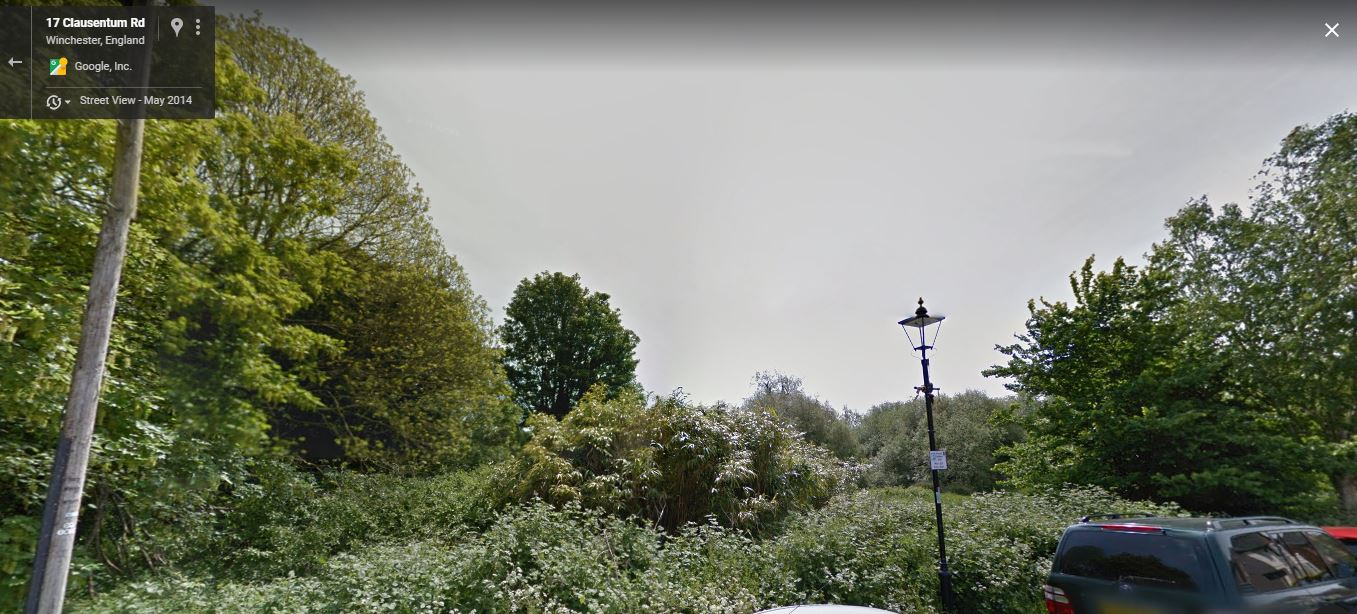 17 Clausentum Rd
Winchester, England
Google, Inc.
Street View - May 2014